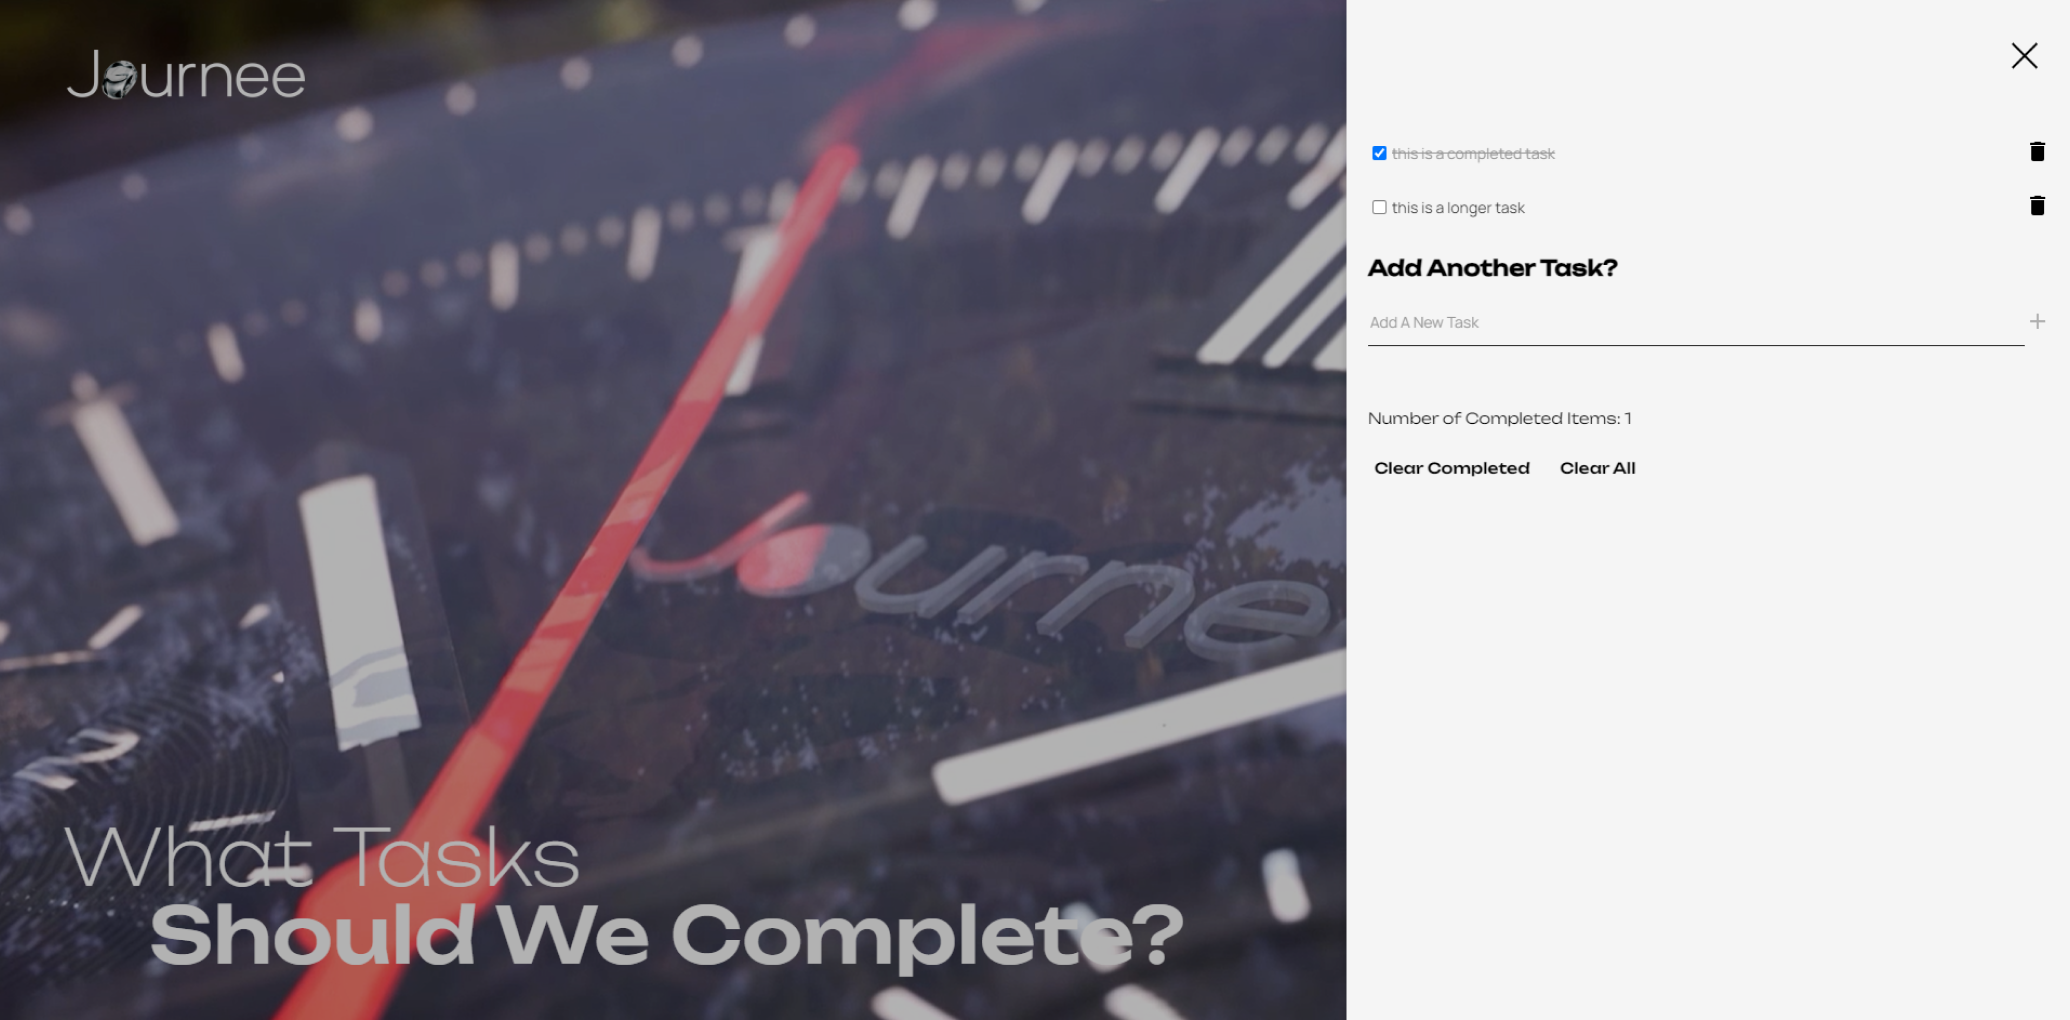 Journee
urne
What Tasks
Should We Complete?
this is a completed task
this is a longer task
Add Another Task?
Add A New Task
Number of Completed Items: 1
Clear Completed
Clear All